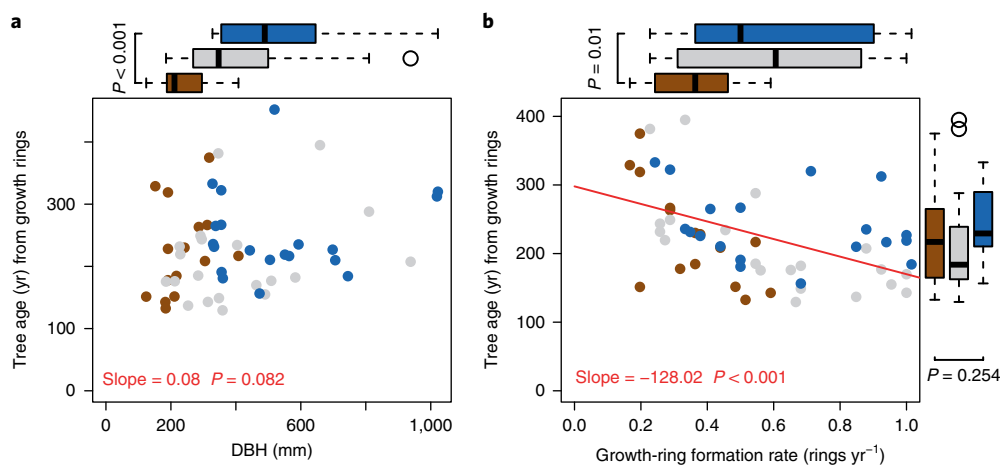 a
P < 0.001
Tree age (yr) from growth rings
300
100
0
Slope = 0.08 P = 0.082
0 200 600 1,000
DBH (mm)
b
P = 0.01
Tree age (yr) from growth rings
400
300
200
100
0
Slope = −128.02 P < 0.001
0.0 0.2 0.4 0.6 0.8 1.0
Growth-ring formation rate (rings yr⁻¹)
P = 0.254